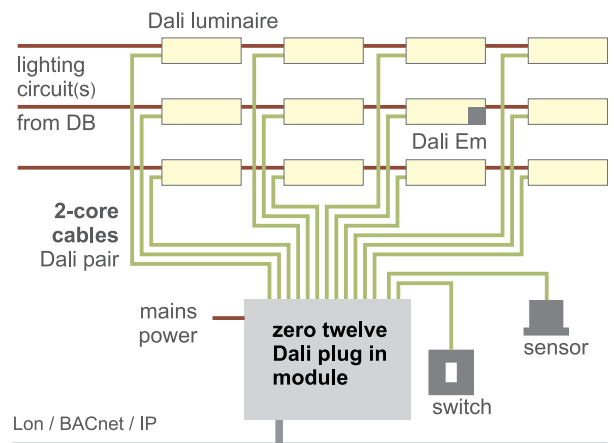 Dali luminaire
lighting
circuit(s)
from DB
Dali Em
2-core
cables
Dali pair
mains
power
zero twelve
Dali plug in
module
sensor
switch
Lon / BACnet / IP